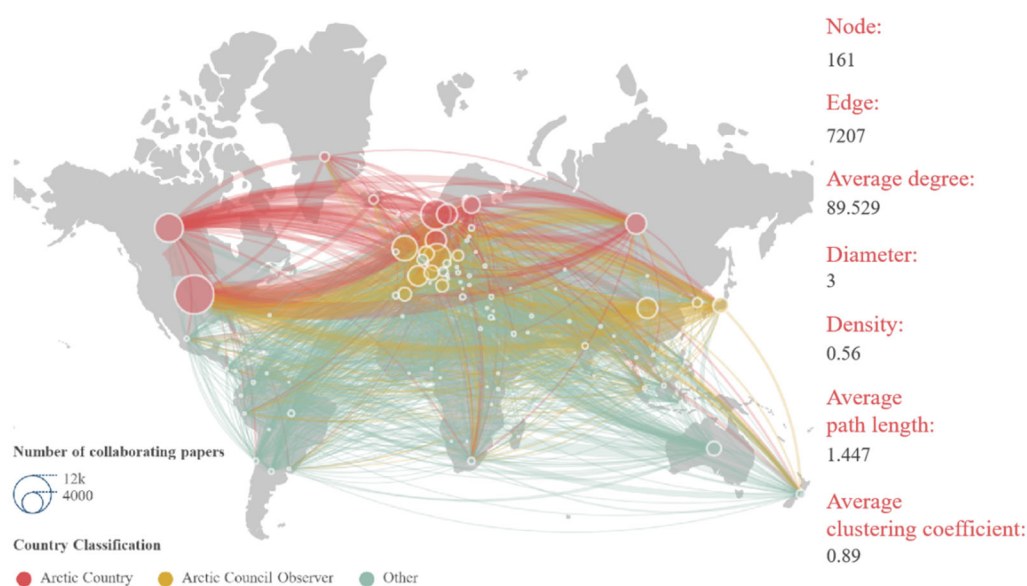 Node:
161
Edge:
7207
Average degree:
89.529
Diameter:
3
Density:
0.56
Average
path length:
1.447
Average
clustering coefficient:
0.89
Number of collaborating papers
12k
4000
Country Classification
Arctic Country
Arctic Council Observer
Other